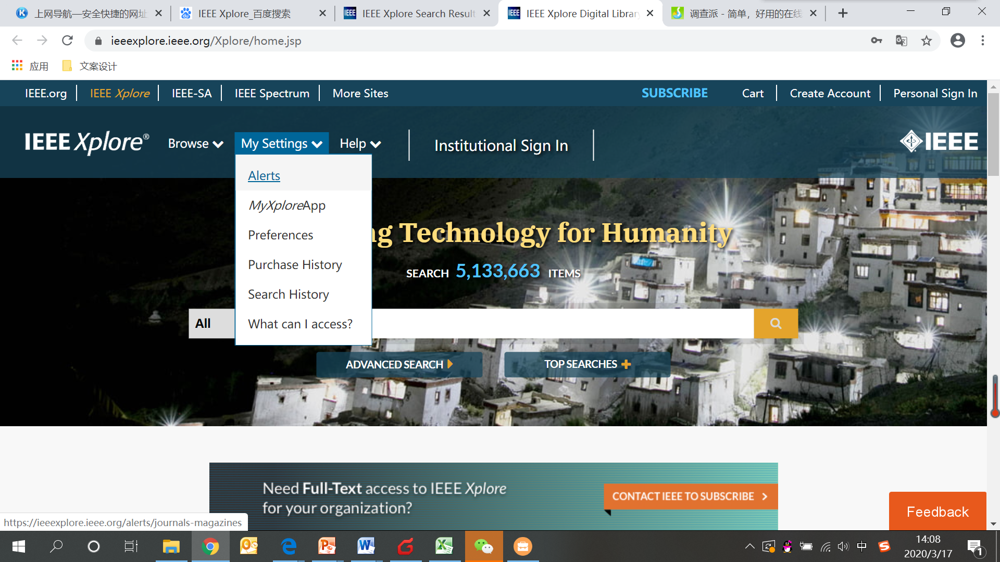 上网导航—安全快捷的网址
IEEE Xplore_百度搜索
IEEE Xplore Search Result
IEEE Xplore Digital Library
调查派 - 简单，好用的在线
ieeexplore.ieee.org/Xplore/home.jsp
应用
文案设计
IEEE.org
IEEE Xplore
IEEE-SA
IEEE Spectrum
More Sites
SUBSCRIBE
Cart
Create Account
Personal Sign In
IEEE Xplore®
Browse
My Settings
Help
Institutional Sign In
IEEE
Alerts
MyXploreApp
Preferences
Purchase History
Search History
What can I access?
ng Technology for Humanity
SEARCH 5,133,663 ITEMS
All
ADVANCED SEARCH
TOP SEARCHES
Need Full-Text access to IEEE Xplore
for your organization?
CONTACT IEEE TO SUBSCRIBE
Feedback
https://ieeexplore.ieee.org/alerts/journals-magazines
中
14:08
2020/3/17
1